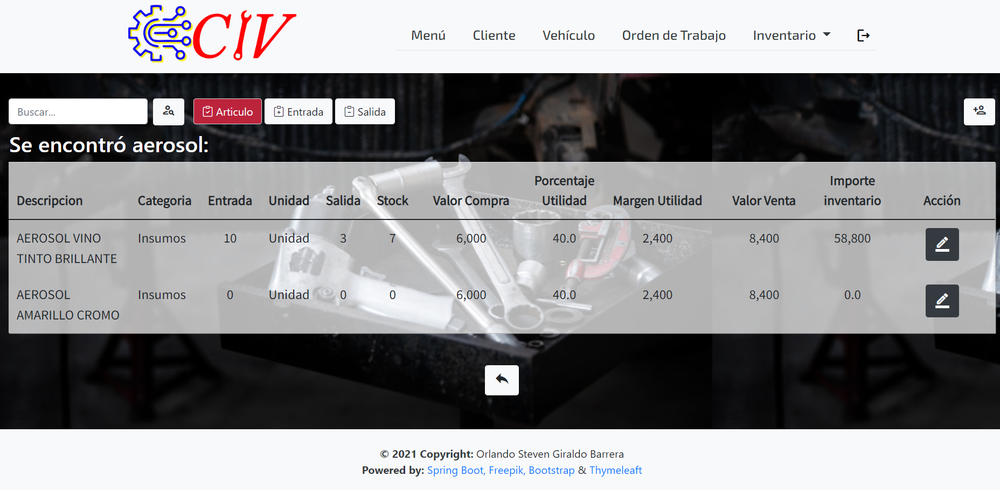 CIV
Menú Cliente Vehículo Orden de Trabajo Inventario
Buscar... Articulo Entrada Salida
Se encontró aerosol:
Descripcion Categoria Entrada Unidad Salida Stock Valor Compra Porcentaje Utilidad Margen Utilidad Valor Venta Importe inventario Acción
AEROSOL VINO TINTO BRILLANTE Insumos 10 Unidad 3 7 6,000 40.0 2,400 8,400 58,800
AEROSOL AMARILLO CROMO Insumos 0 Unidad 0 0 6,000 40.0 2,400 8,400 0.0
© 2021 Copyright: Orlando Steven Giraldo Barrera
Powered by: Spring Boot, Freepik, Bootstrap & Thymeleaft